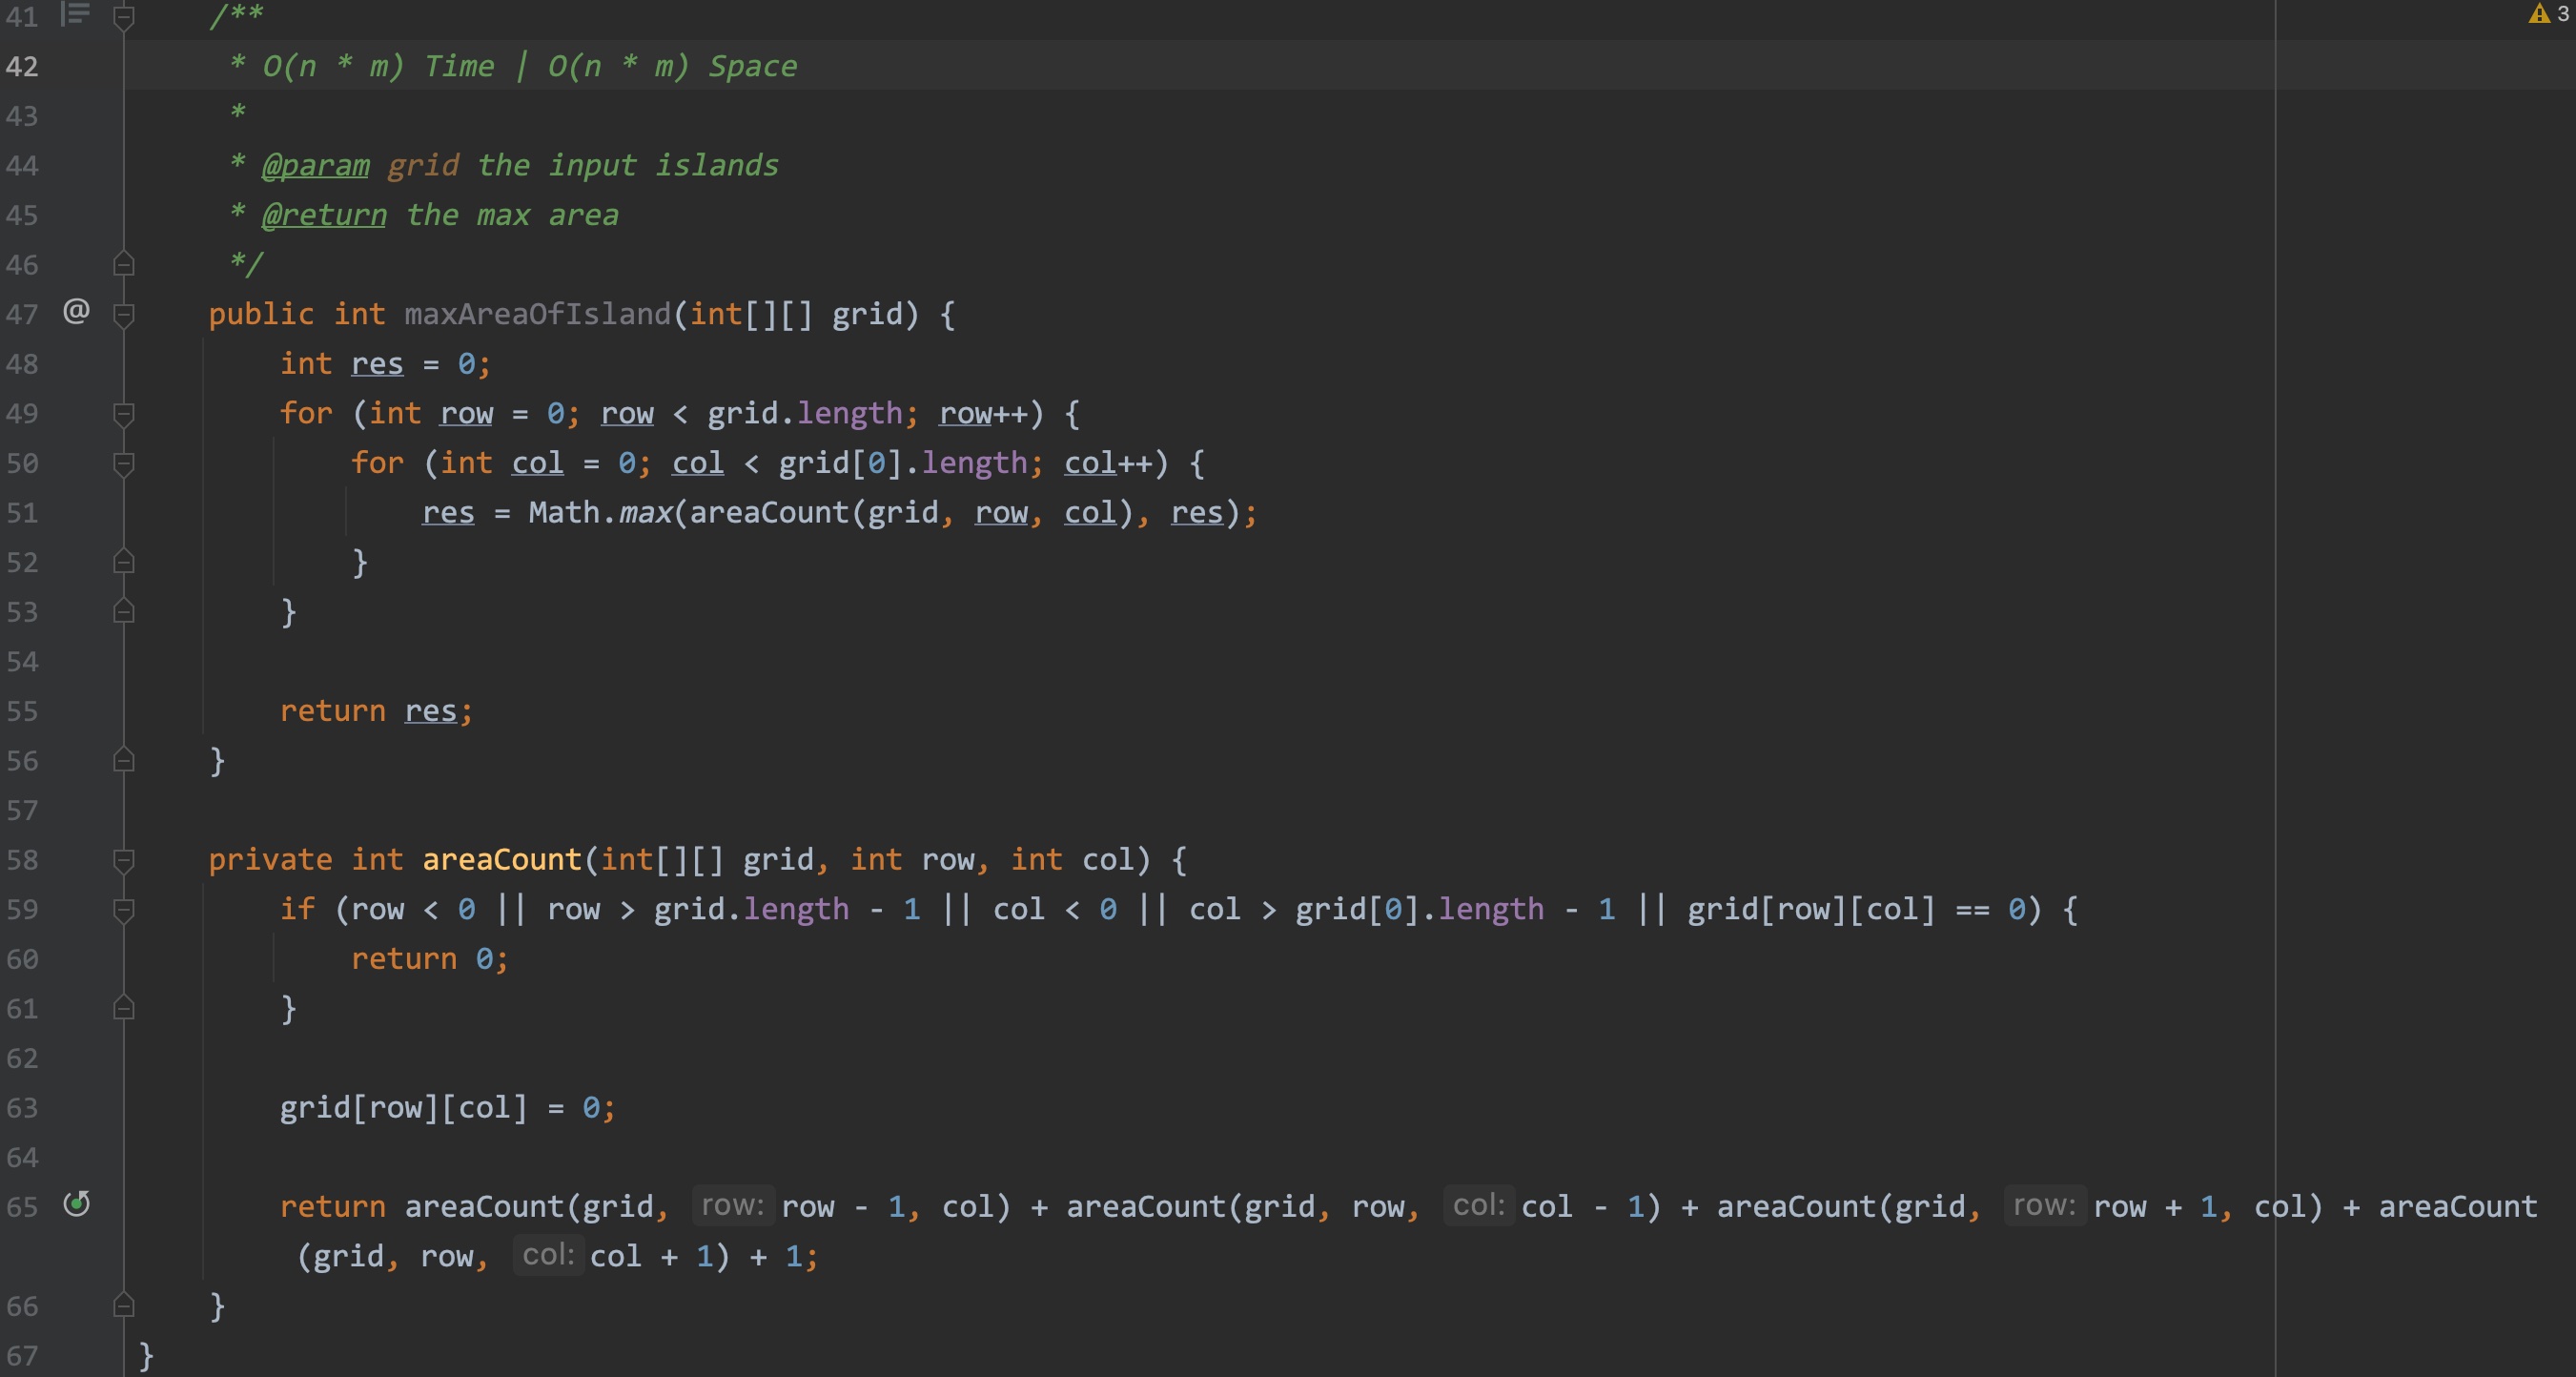 41 /**
42 * O(n * m) Time | O(n * m) Space
43 *
44 * @param grid the input islands
45 * @return the max area
46 */
47 @ public int maxAreaOfIsland(int[][] grid) {
48 int res = 0;
49 for (int row = 0; row < grid.length; row++) {
50 for (int col = 0; col < grid[0].length; col++) {
51 res = Math.max(areaCount(grid, row, col), res);
52 }
53 }
54
55 return res;
56 }
57
58 private int areaCount(int[][] grid, int row, int col) {
59 if (row < 0 || row > grid.length - 1 || col < 0 || col > grid[0].length - 1 || grid[row][col] == 0) {
60 return 0;
61 }
62
63 grid[row][col] = 0;
64
65 return areaCount(grid, row: row - 1, col) + areaCount(grid, row, col: col - 1) + areaCount(grid, row: row + 1, col) + areaCount
(grid, row, col: col + 1) + 1;
66 }
67 }
3